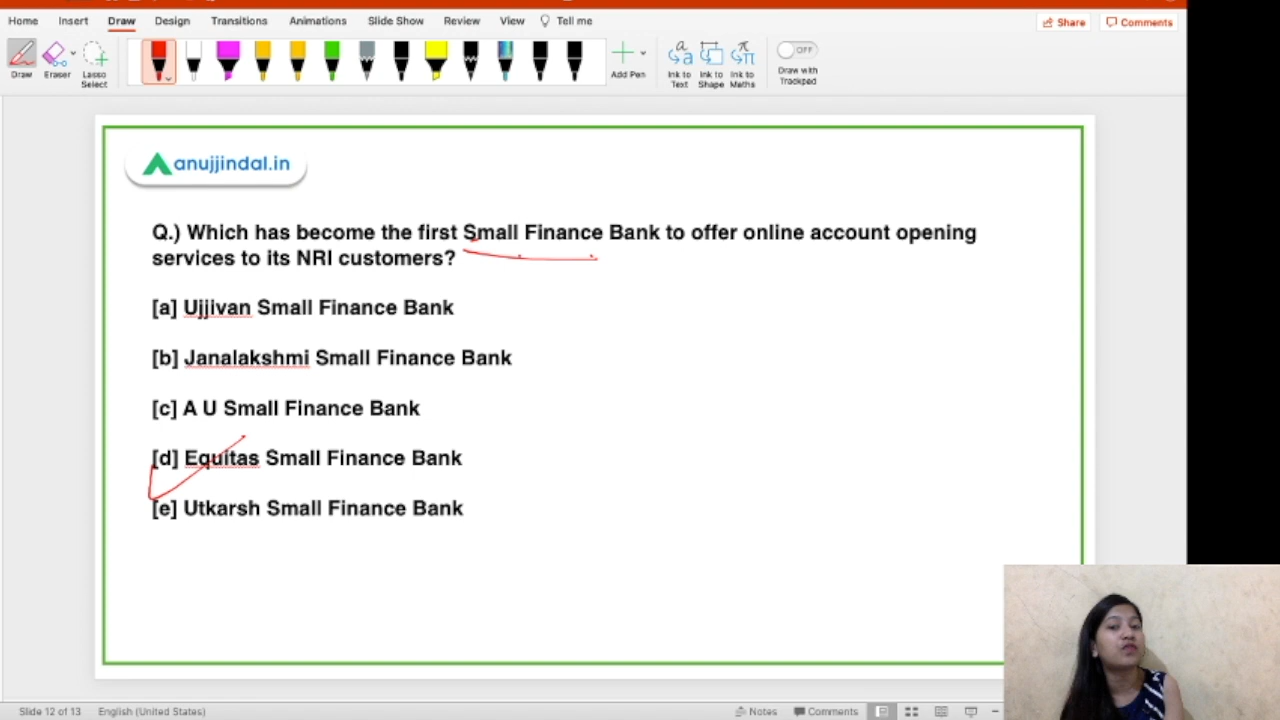 Home Insert Draw Design Transitions Animations Slide Show Review View Tell me Share Comments
Draw Eraser Lasso Select Add Pen Ink to Text Ink to Shape Ink to Maths OFF Draw with Trackpad
anujjindal.in
Q.) Which has become the first Small Finance Bank to offer online account opening
services to its NRI customers?
[a] Ujjivan Small Finance Bank
[b] Janalakshmi Small Finance Bank
[c] A U Small Finance Bank
[d] Equitas Small Finance Bank
[e] Utkarsh Small Finance Bank
Slide 12 of 13 English (United States) Notes Comments